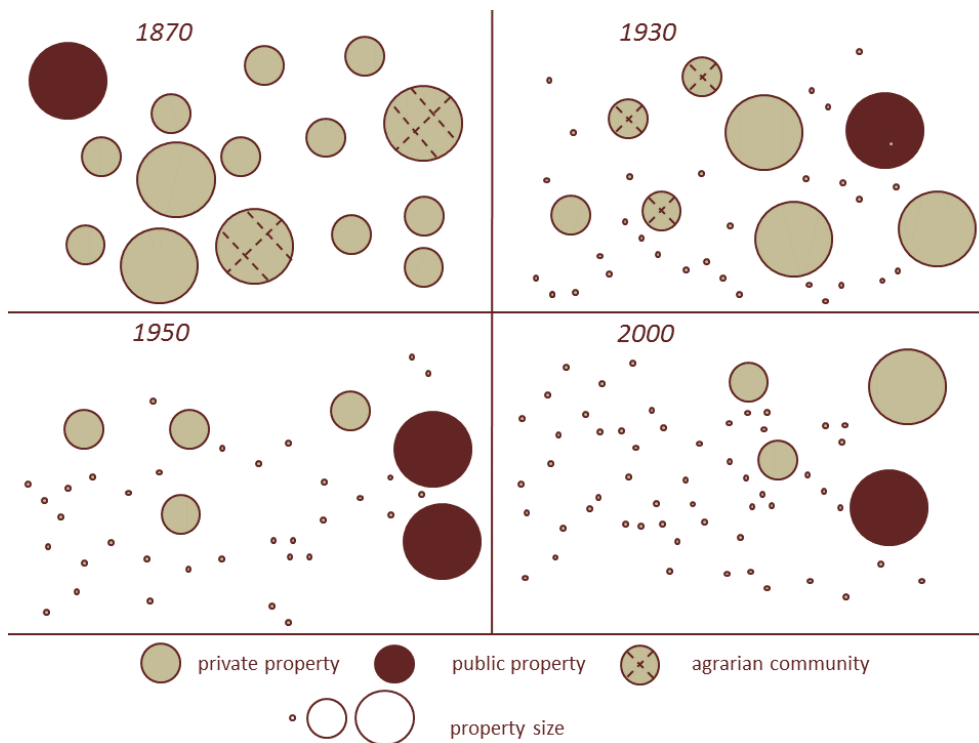 1870
1930
1950
2000
private property
public property
agrarian community
property size